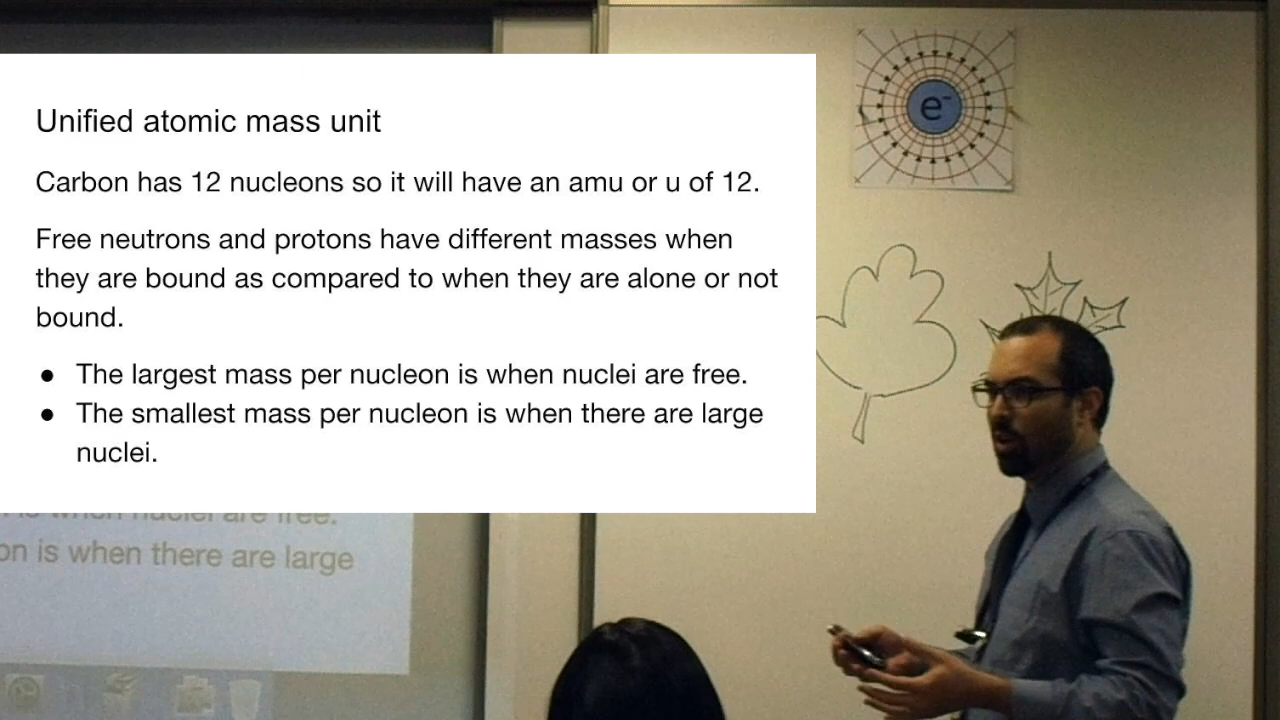 Unified atomic mass unit
Carbon has 12 nucleons so it will have an amu or u of 12.
Free neutrons and protons have different masses when
they are bound as compared to when they are alone or not
bound.
● The largest mass per nucleon is when nuclei are free.
● The smallest mass per nucleon is when there are large
nuclei.
is when nuclei are free.
on is when there are large
e⁻